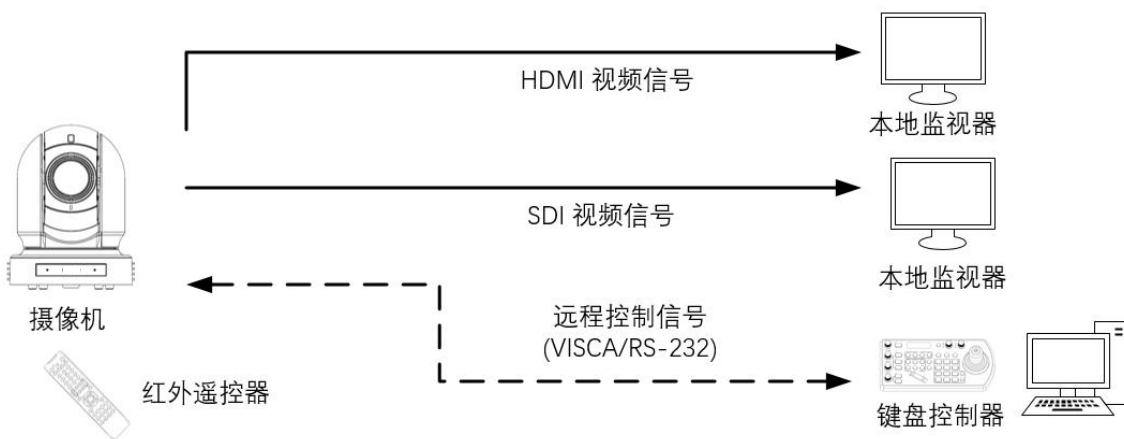 HDMI 视频信号
本地监视器
SDI 视频信号
本地监视器
摄像机
远程控制信号
(VISCA/RS-232)
红外遥控器
键盘控制器